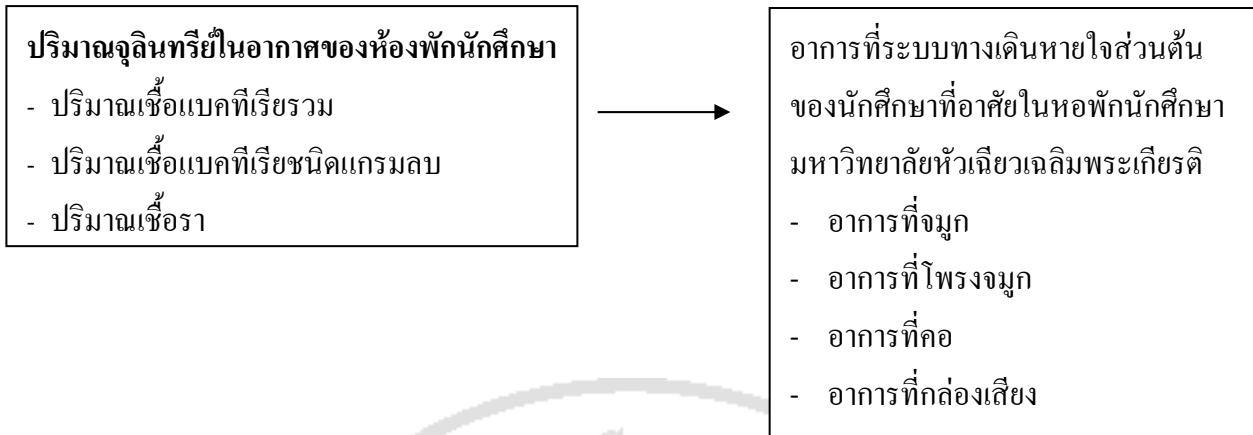 ปริมาณจุลินทรีย์ในอากาศของห้องพักนักศึกษา
- ปริมาณเชื้อแบคทีเรียรวม
- ปริมาณเชื้อแบคทีเรียชนิดแกรมลบ
- ปริมาณเชื้อรา
อาการที่ระบบทางเดินหายใจส่วนต้น
ของนักศึกษาที่อาศัยในหอพักนักศึกษา
มหาวิทยาลัยหัวเฉียวเฉลิมพระเกียรติ
- อาการที่จมูก
- อาการที่โพรงจมูก
- อาการที่คอ
- อาการที่กล่องเสียง